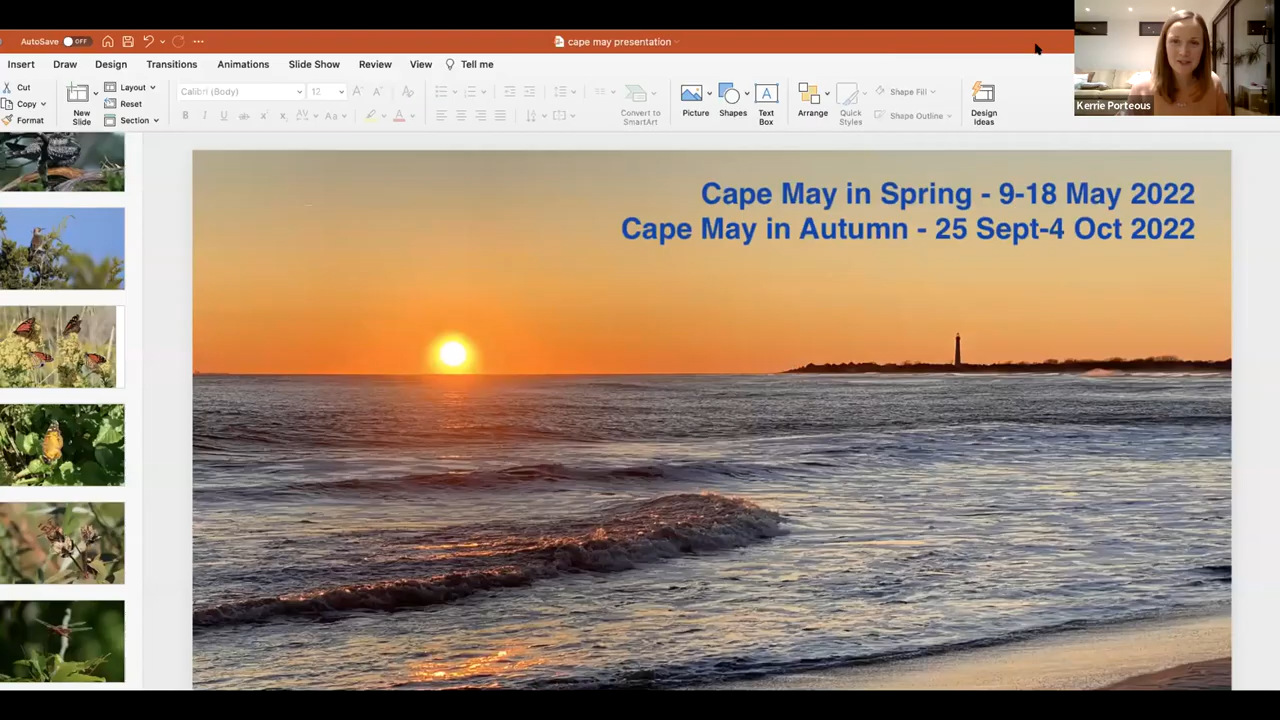 AutoSave OFF
cape may presentation
Insert Draw Design Transitions Animations Slide Show Review View Tell me
Cut
Copy
Format
New
Slide
Layout
Reset
Section
Calibri (Body) 12
Convert to
SmartArt
Picture
Shapes
Text
Box
Arrange
Quick
Styles
Shape Fill
Shape Outline
Design
Ideas
Kerrie Porteous
Cape May in Spring - 9-18 May 2022
Cape May in Autumn - 25 Sept-4 Oct 2022